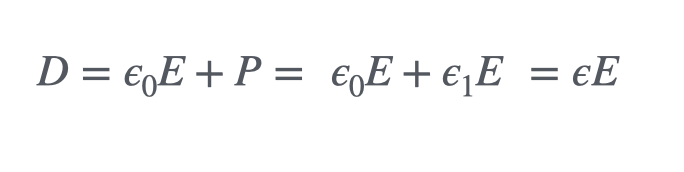 D = ϵ₀E + P = ϵ₀E + ϵ₁E = ϵE